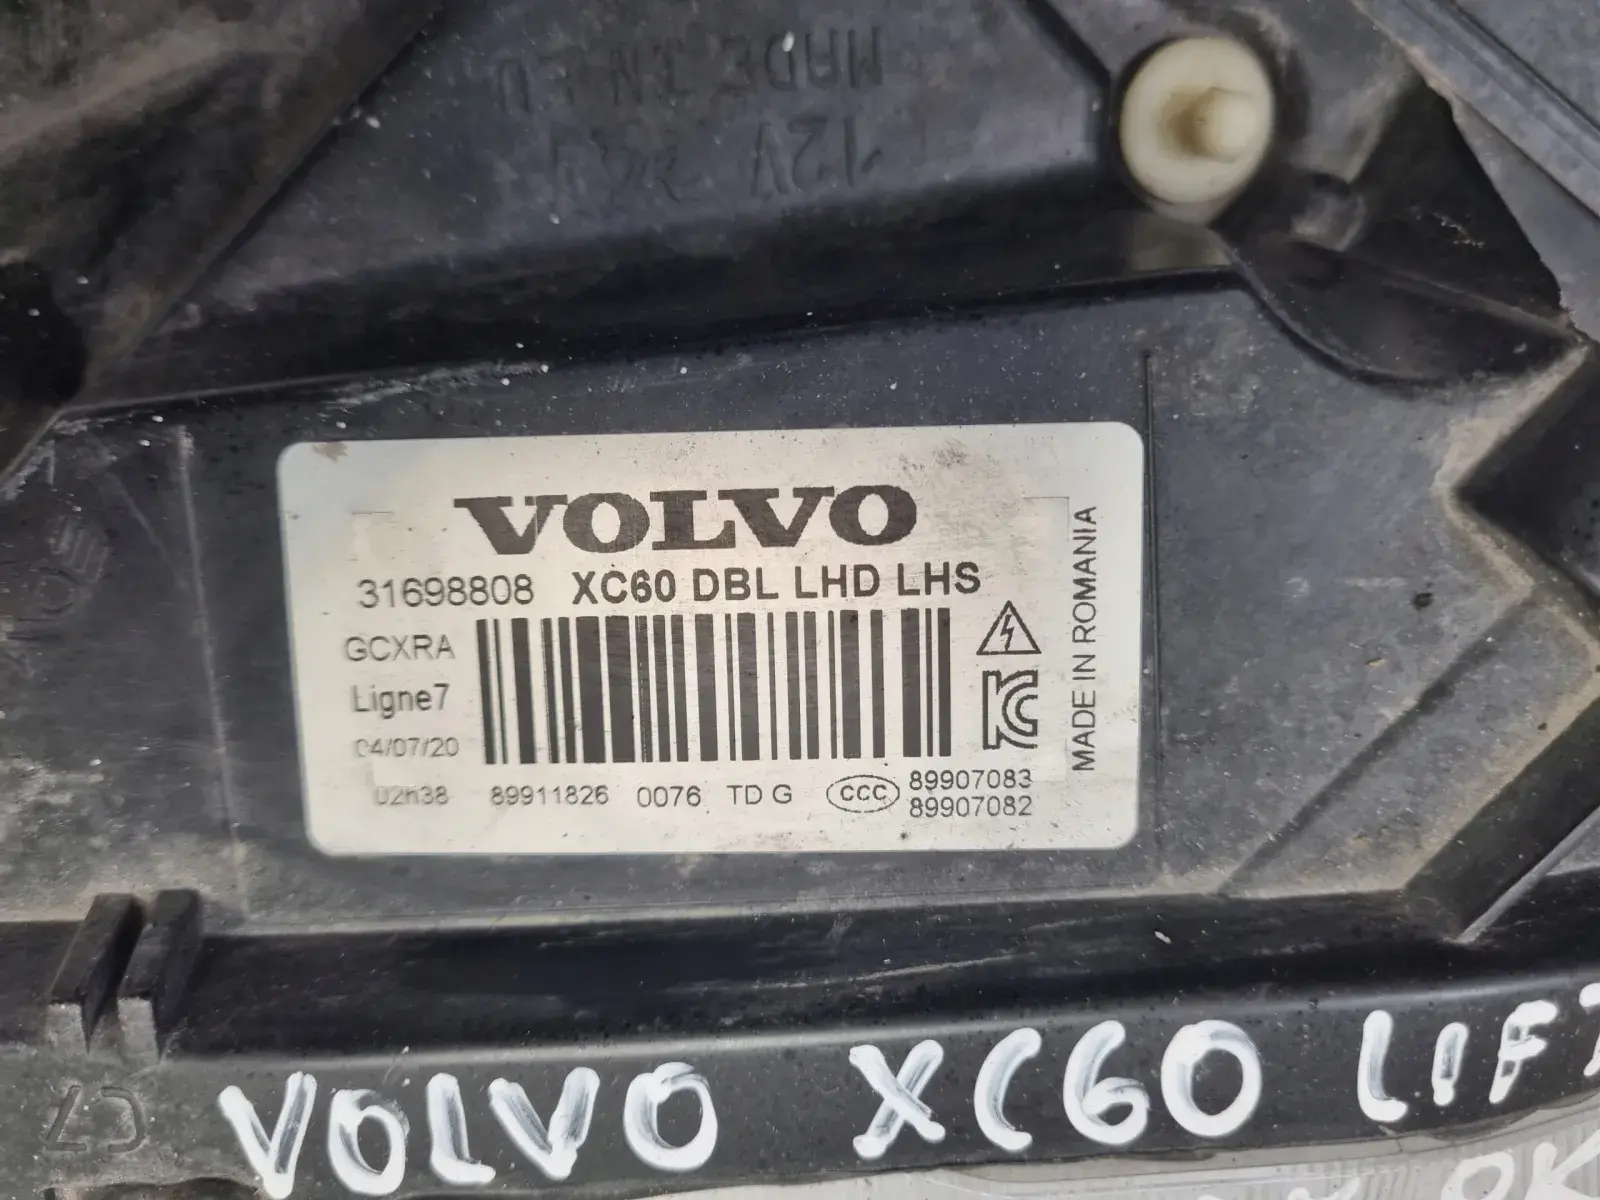 MADE IN
12V
VOLVO
31698808 XC60 DBL LHD LHS
GCXRA
Ligne7
04/07/20
02h38 89911826 0076 TD G CCC 89907083
89907082
MADE IN ROMANIA
VOLVO XC60 LIFT